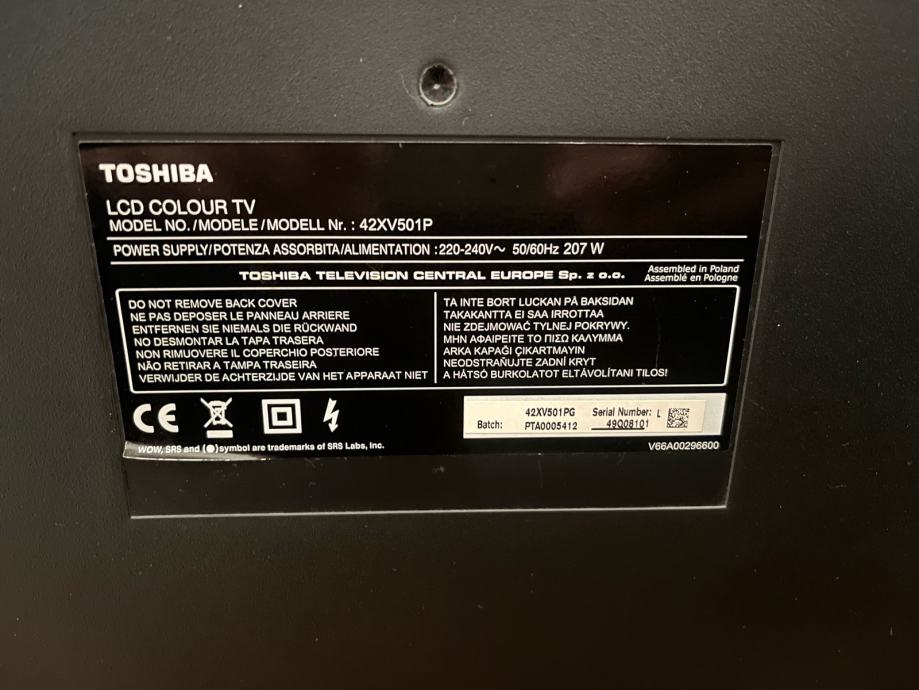 TOSHIBA
LCD COLOUR TV
MODEL NO./MODELE/MODELL Nr. : 42XV501P
POWER SUPPLY/POTENZA ASSORBITA/ALIMENTATION :220-240V~ 50/60Hz 207 W
TOSHIBA TELEVISION CENTRAL EUROPE Sp. z o.o.
Assembled in Poland
Assemblé en Pologne
DO NOT REMOVE BACK COVER
NE PAS DEPOSER LE PANNEAU ARRIERE
ENTFERNEN SIE NIEMALS DIE RÜCKWAND
NO DESMONTAR LA TAPA TRASERA
NON RIMUOVERE IL COPERCHIO POSTERIORE
NÃO RETIRAR A TAMPA TRASEIRA
VERWIJDER DE ACHTERZIJDE VAN HET APPARAAT NIET
TA INTE BORT LUCKAN PÅ BAKSIDAN
TAKAKANTTA EI SAA IRROTTAA
NIE ZDEJMOWAĆ TYLNEJ POKRYWY.
ΜΗΝ ΑΦΑΙΡΕΙΤΕ ΤΟ ΠΙΣΩ ΚΑΛΥΜΜΑ
ARKA KAPAĞI ÇIKARTMAYIN
NEODSTRAŇUJTE ZADNÍ KRYT
A HÁTSÓ BURKOLATOT ELTÁVOLÍTANI TILOS!
CE
42XV501PG
Batch: PTA0005412
Serial Number: L
49Q08101
WOW, SRS and (●)symbol are trademarks of SRS Labs, Inc.
V66A00296600